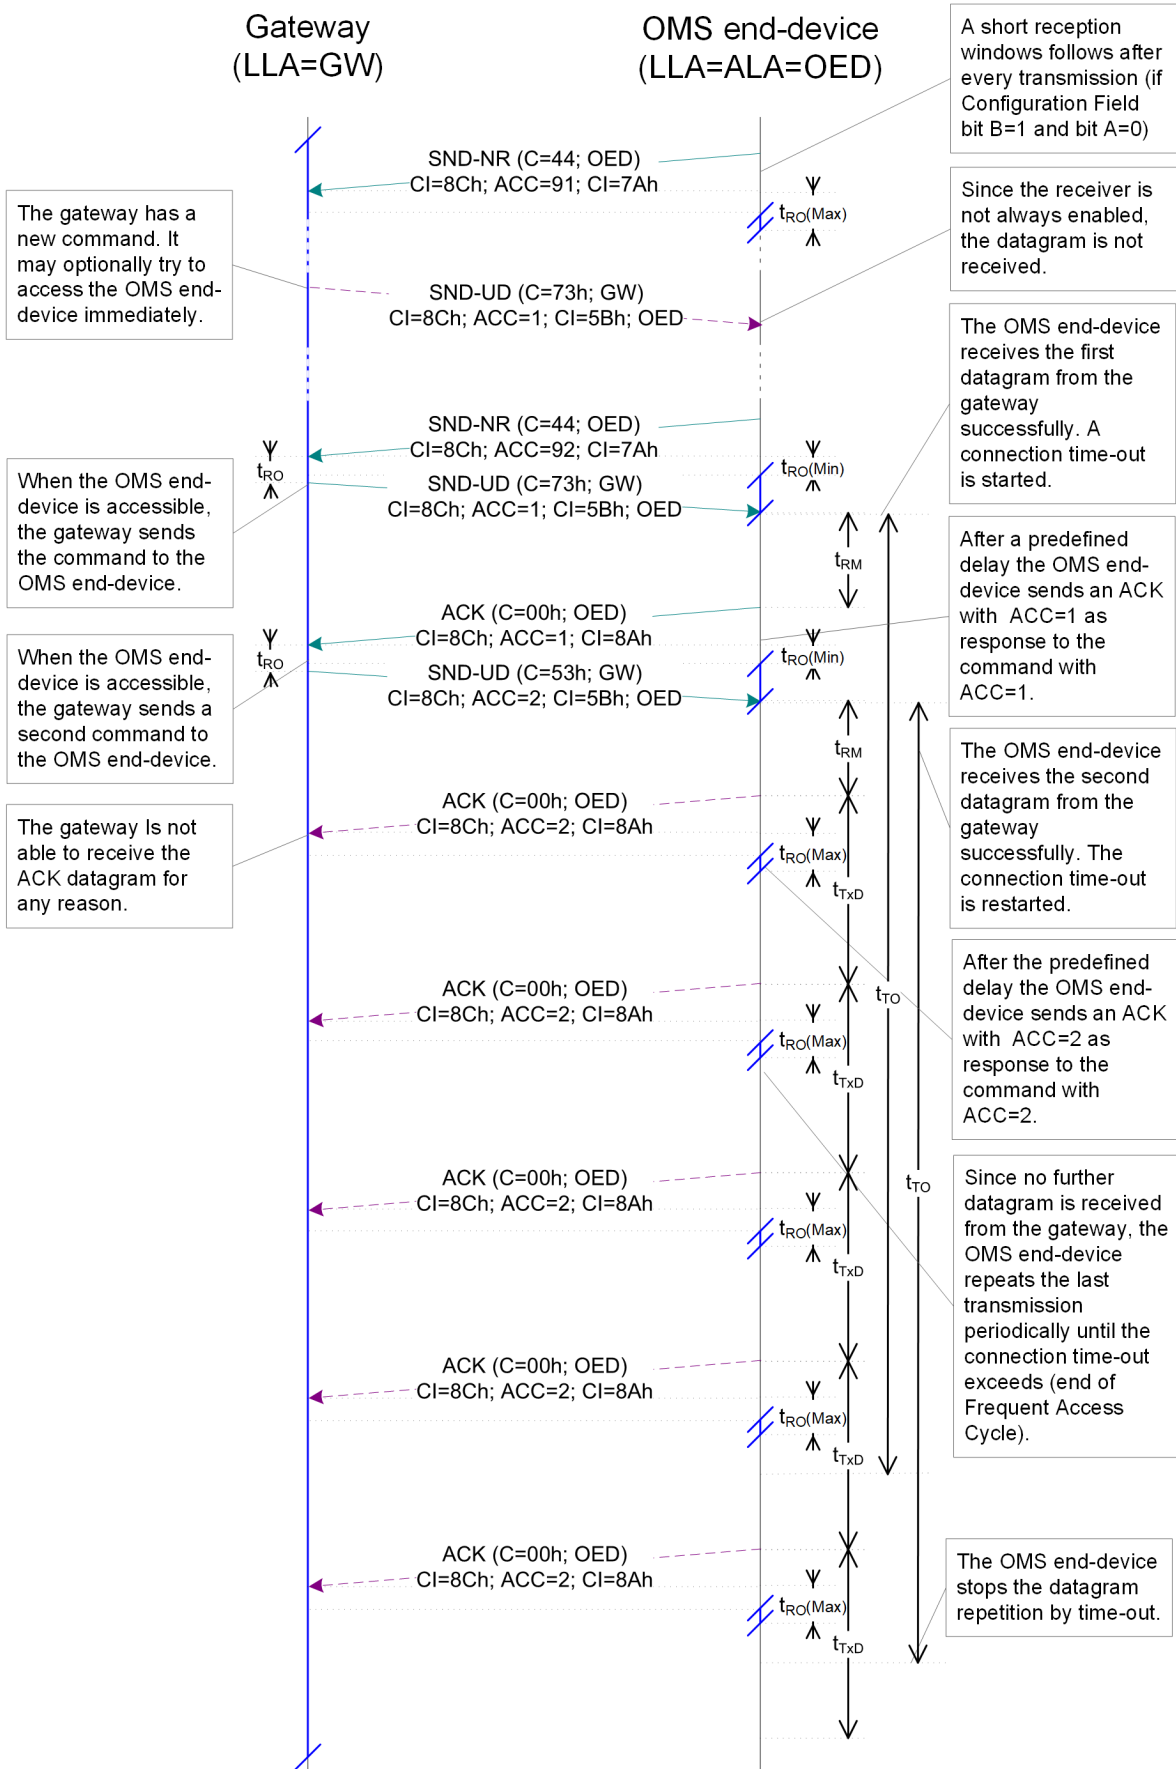 Gateway
(LLA=GW)
OMS end-device
(LLA=ALA=OED)
A short reception
windows follows after
every transmission (if
Configuration Field
bit B=1 and bit A=0)
SND-NR (C=44; OED)
CI=8Ch; ACC=91; CI=7Ah
tRO(Max)
Since the receiver is
not always enabled,
the datagram is not
received.
The gateway has a
new command. It
may optionally try to
access the OMS end-
device immediately.
SND-UD (C=73h; GW)
CI=8Ch; ACC=1; CI=5Bh; OED
The OMS end-device
receives the first
datagram from the
gateway
successfully. A
connection time-out
is started.
SND-NR (C=44; OED)
CI=8Ch; ACC=92; CI=7Ah
tRO
tRO(Min)
When the OMS end-
device is accessible,
the gateway sends
the command to the
OMS end-device.
SND-UD (C=73h; GW)
CI=8Ch; ACC=1; CI=5Bh; OED
tRM
After a predefined
delay the OMS end-
device sends an ACK
with  ACC=1 as
response to the
command with
ACC=1.
ACK (C=00h; OED)
CI=8Ch; ACC=1; CI=8Ah
tRO
tRO(Min)
When the OMS end-
device is accessible,
the gateway sends a
second command to
the OMS end-device.
SND-UD (C=53h; GW)
CI=8Ch; ACC=2; CI=5Bh; OED
tRM
The OMS end-device
receives the second
datagram from the
gateway
successfully. The
connection time-out
is restarted.
ACK (C=00h; OED)
CI=8Ch; ACC=2; CI=8Ah
tRO(Max)
tTxD
The gateway Is not
able to receive the
ACK datagram for
any reason.
After the predefined
delay the OMS end-
device sends an ACK
with  ACC=2 as
response to the
command with
ACC=2.
ACK (C=00h; OED)
CI=8Ch; ACC=2; CI=8Ah
tTO
tRO(Max)
tTxD
Since no further
datagram is received
from the gateway, the
OMS end-device
repeats the last
transmission
periodically until the
connection time-out
exceeds (end of
Frequent Access
Cycle).
ACK (C=00h; OED)
CI=8Ch; ACC=2; CI=8Ah
tTO
tRO(Max)
tTxD
ACK (C=00h; OED)
CI=8Ch; ACC=2; CI=8Ah
tRO(Max)
tTxD
ACK (C=00h; OED)
CI=8Ch; ACC=2; CI=8Ah
tRO(Max)
tTxD
The OMS end-device
stops the datagram
repetition by time-out.